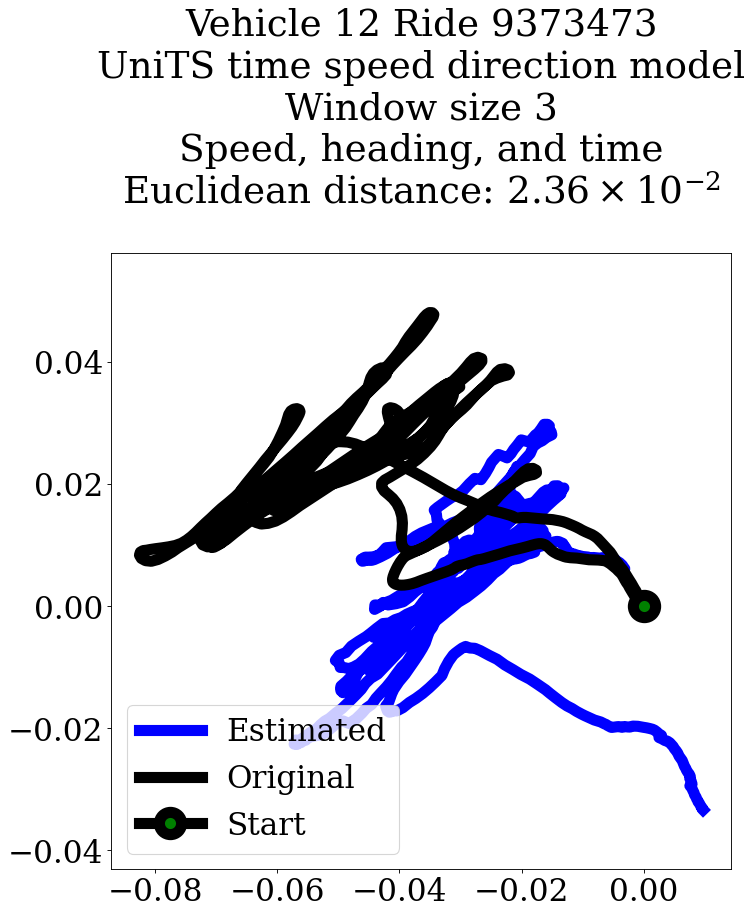 Vehicle 12 Ride 9373473
UniTS time speed direction model
Window size 3
Speed, heading, and time
Euclidean distance: 2.36 × 10⁻²
0.04
0.02
0.00
−0.02
−0.04
Estimated
Original
Start
−0.08 −0.06 −0.04 −0.02 0.00